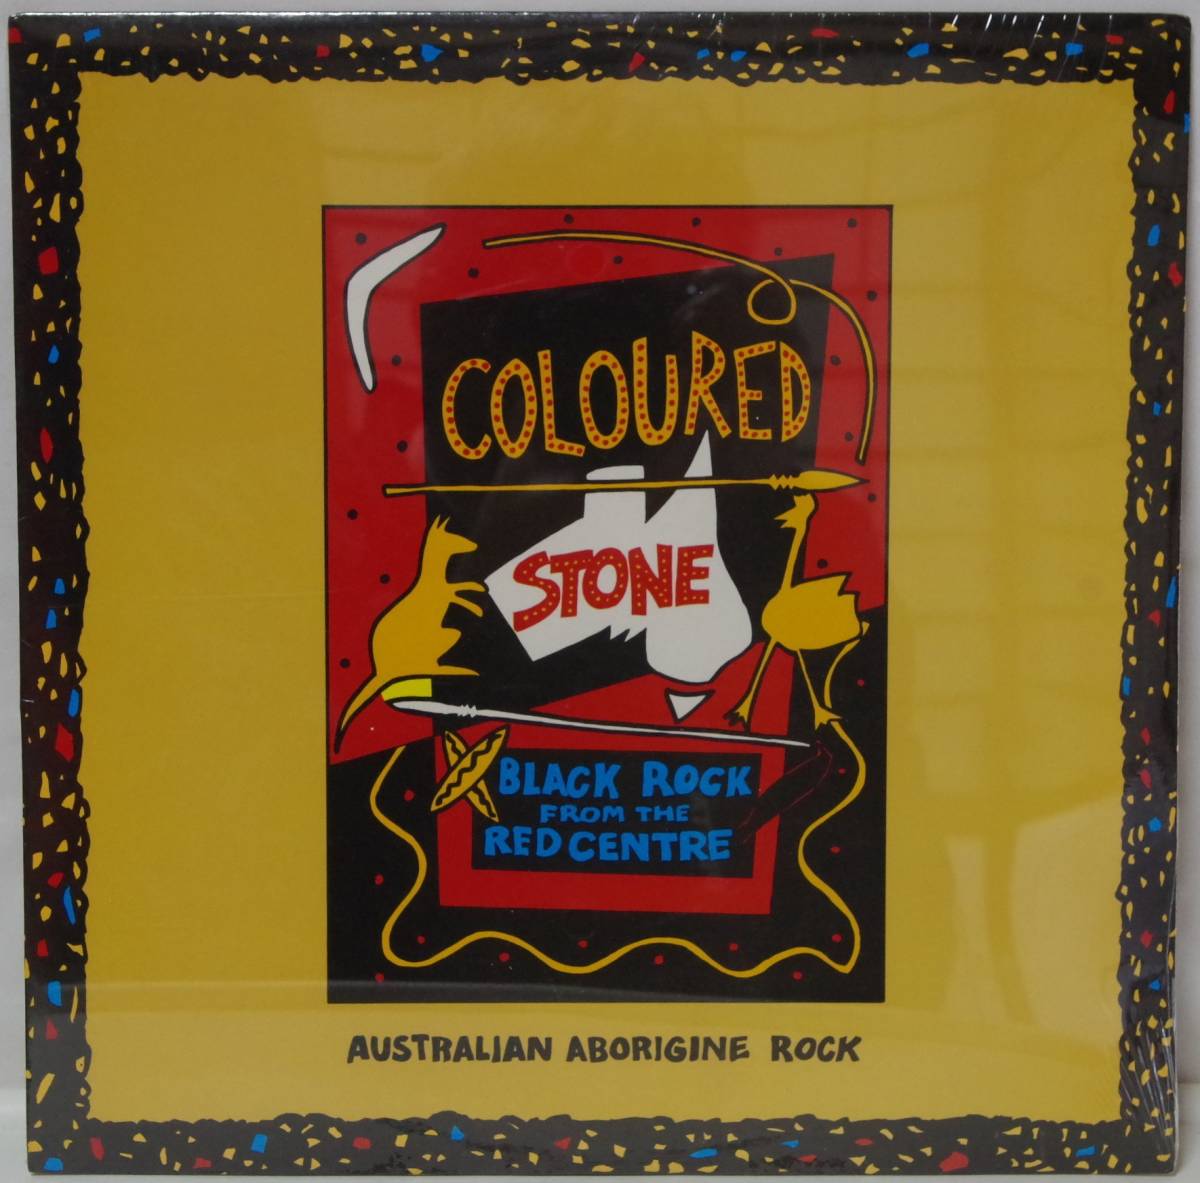 COLOURED
STONE
BLACK ROCK
FROM THE
RED CENTRE
AUSTRALIAN ABORIGINE ROCK